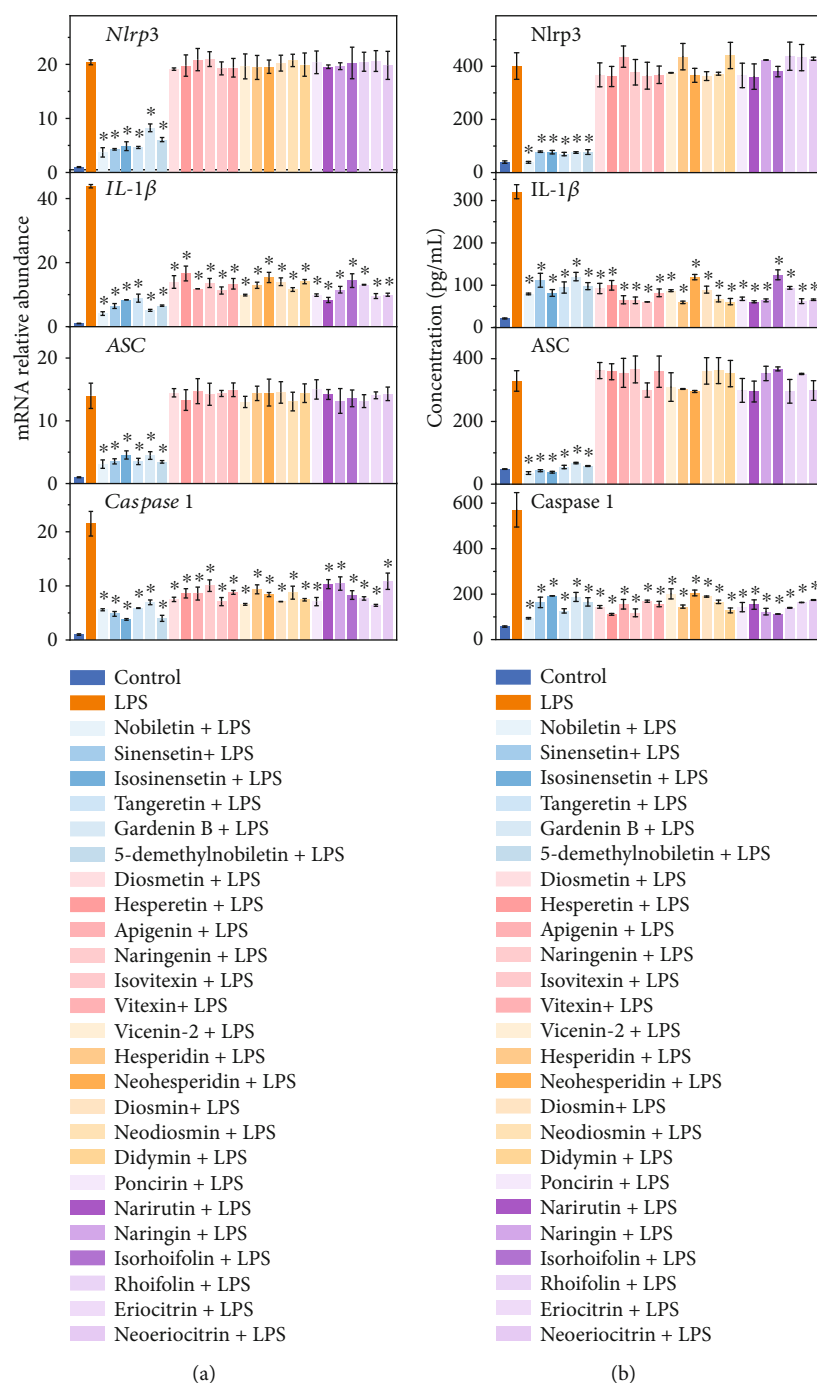 Nlrp3
20
10
0
IL-1β
40
20
0
ASC
20
10
0
Caspase 1
20
10
0
mRNA relative abundance
* * * * * *
* * * * * * * * * * * * * * * * * * * * * * * * *
* * * * * *
* * * * * * * * * * * * * * * * * * * * * * * * *
Control
LPS
Nobiletin + LPS
Sinensetin+ LPS
Isosinensetin + LPS
Tangeretin + LPS
Gardenin B + LPS
5-demethylnobiletin + LPS
Diosmetin + LPS
Hesperetin + LPS
Apigenin + LPS
Naringenin + LPS
Isovitexin + LPS
Vitexin+ LPS
Vicenin-2 + LPS
Hesperidin + LPS
Neohesperidin + LPS
Diosmin+ LPS
Neodiosmin + LPS
Didymin + LPS
Poncirin + LPS
Narirutin + LPS
Naringin + LPS
Isorhoifolin + LPS
Rhoifolin + LPS
Eriocitrin + LPS
Neoeriocitrin + LPS
(a)
Nlrp3
400
200
0
IL-1β
300
200
100
0
ASC
400
200
0
Caspase 1
600
400
200
0
Concentration (pg/mL)
* * * * * *
* * * * * * * * * * * * * * * * * * * * * * * * *
* * * * * *
* * * * * * * * * * * * * * * * * * * * * * * * *
Control
LPS
Nobiletin + LPS
Sinensetin+ LPS
Isosinensetin + LPS
Tangeretin + LPS
Gardenin B + LPS
5-demethylnobiletin + LPS
Diosmetin + LPS
Hesperetin + LPS
Apigenin + LPS
Naringenin + LPS
Isovitexin + LPS
Vitexin+ LPS
Vicenin-2 + LPS
Hesperidin + LPS
Neohesperidin + LPS
Diosmin+ LPS
Neodiosmin + LPS
Didymin + LPS
Poncirin + LPS
Narirutin + LPS
Naringin + LPS
Isorhoifolin + LPS
Rhoifolin + LPS
Eriocitrin + LPS
Neoeriocitrin + LPS
(b)